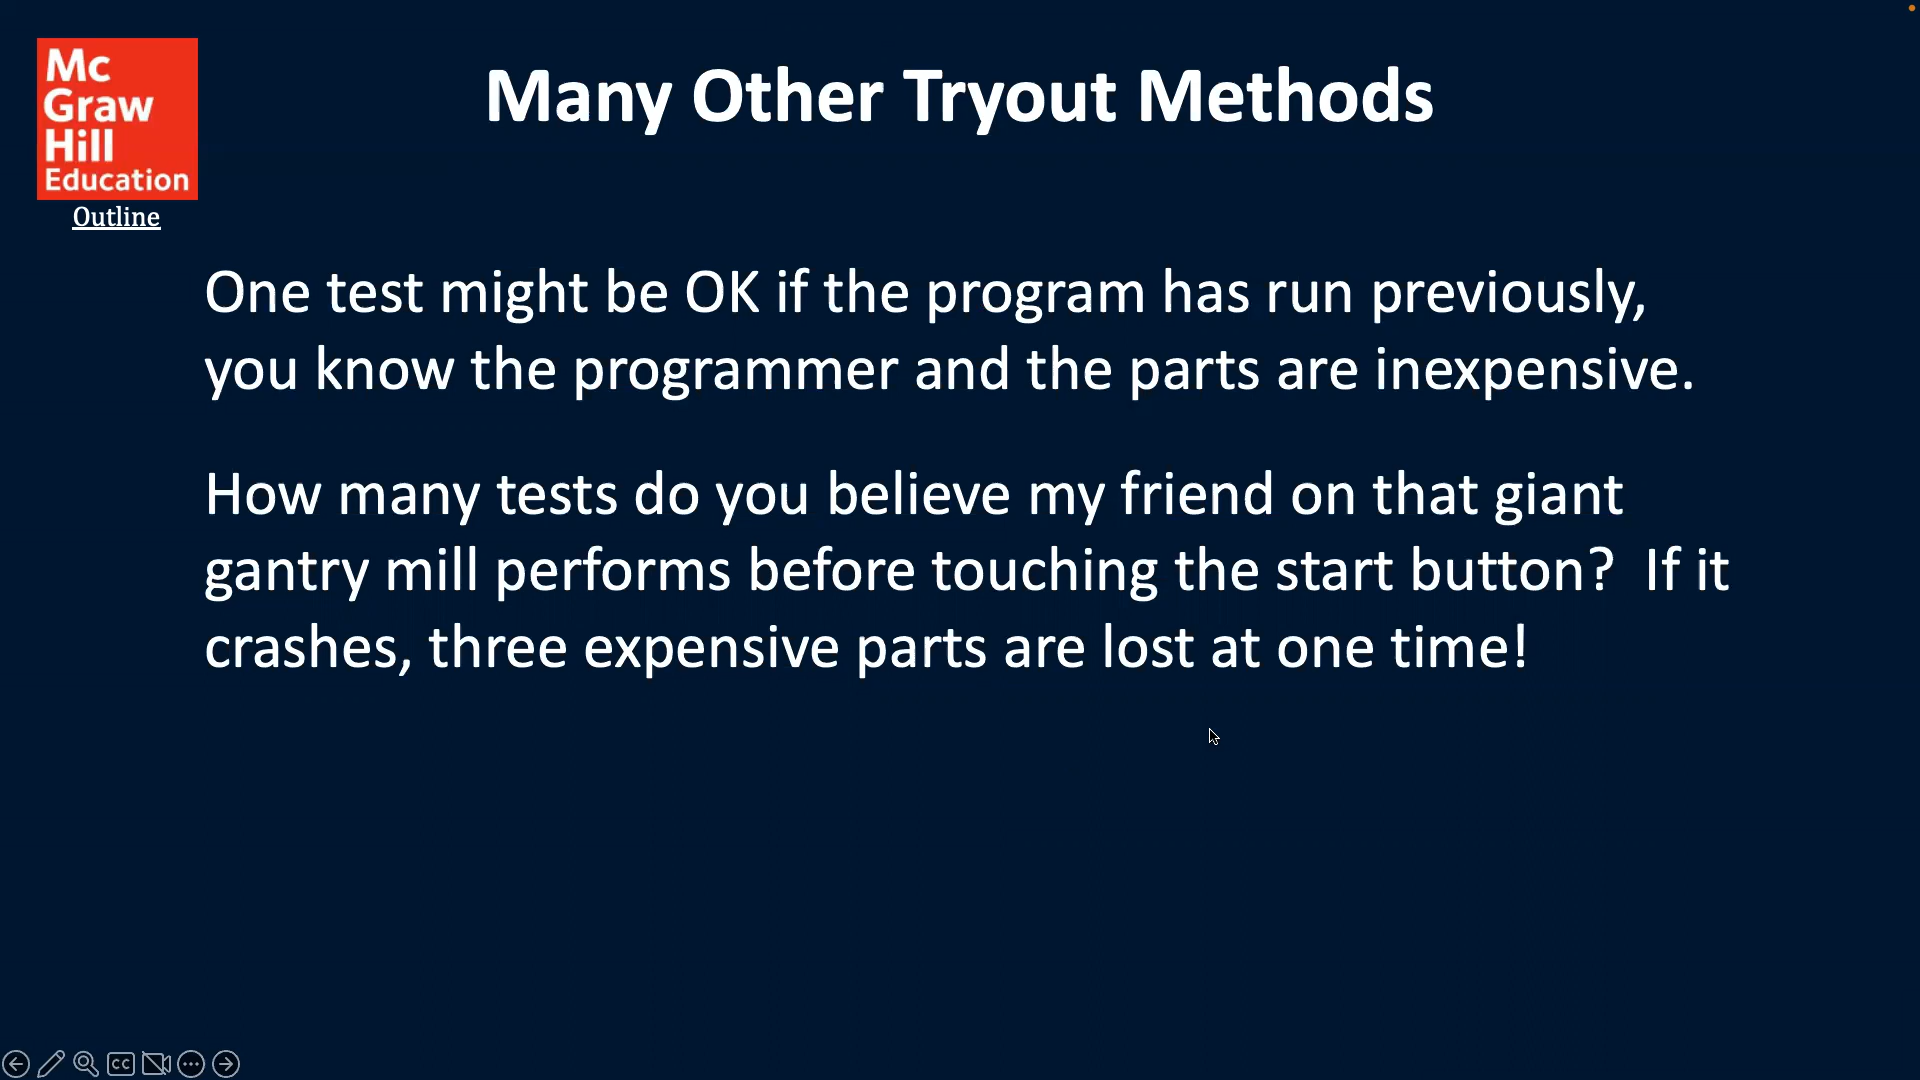 Mc
Graw
Hill
Education
Outline
Many Other Tryout Methods
One test might be OK if the program has run previously,
you know the programmer and the parts are inexpensive.
How many tests do you believe my friend on that giant
gantry mill performs before touching the start button?  If it
crashes, three expensive parts are lost at one time!
CC